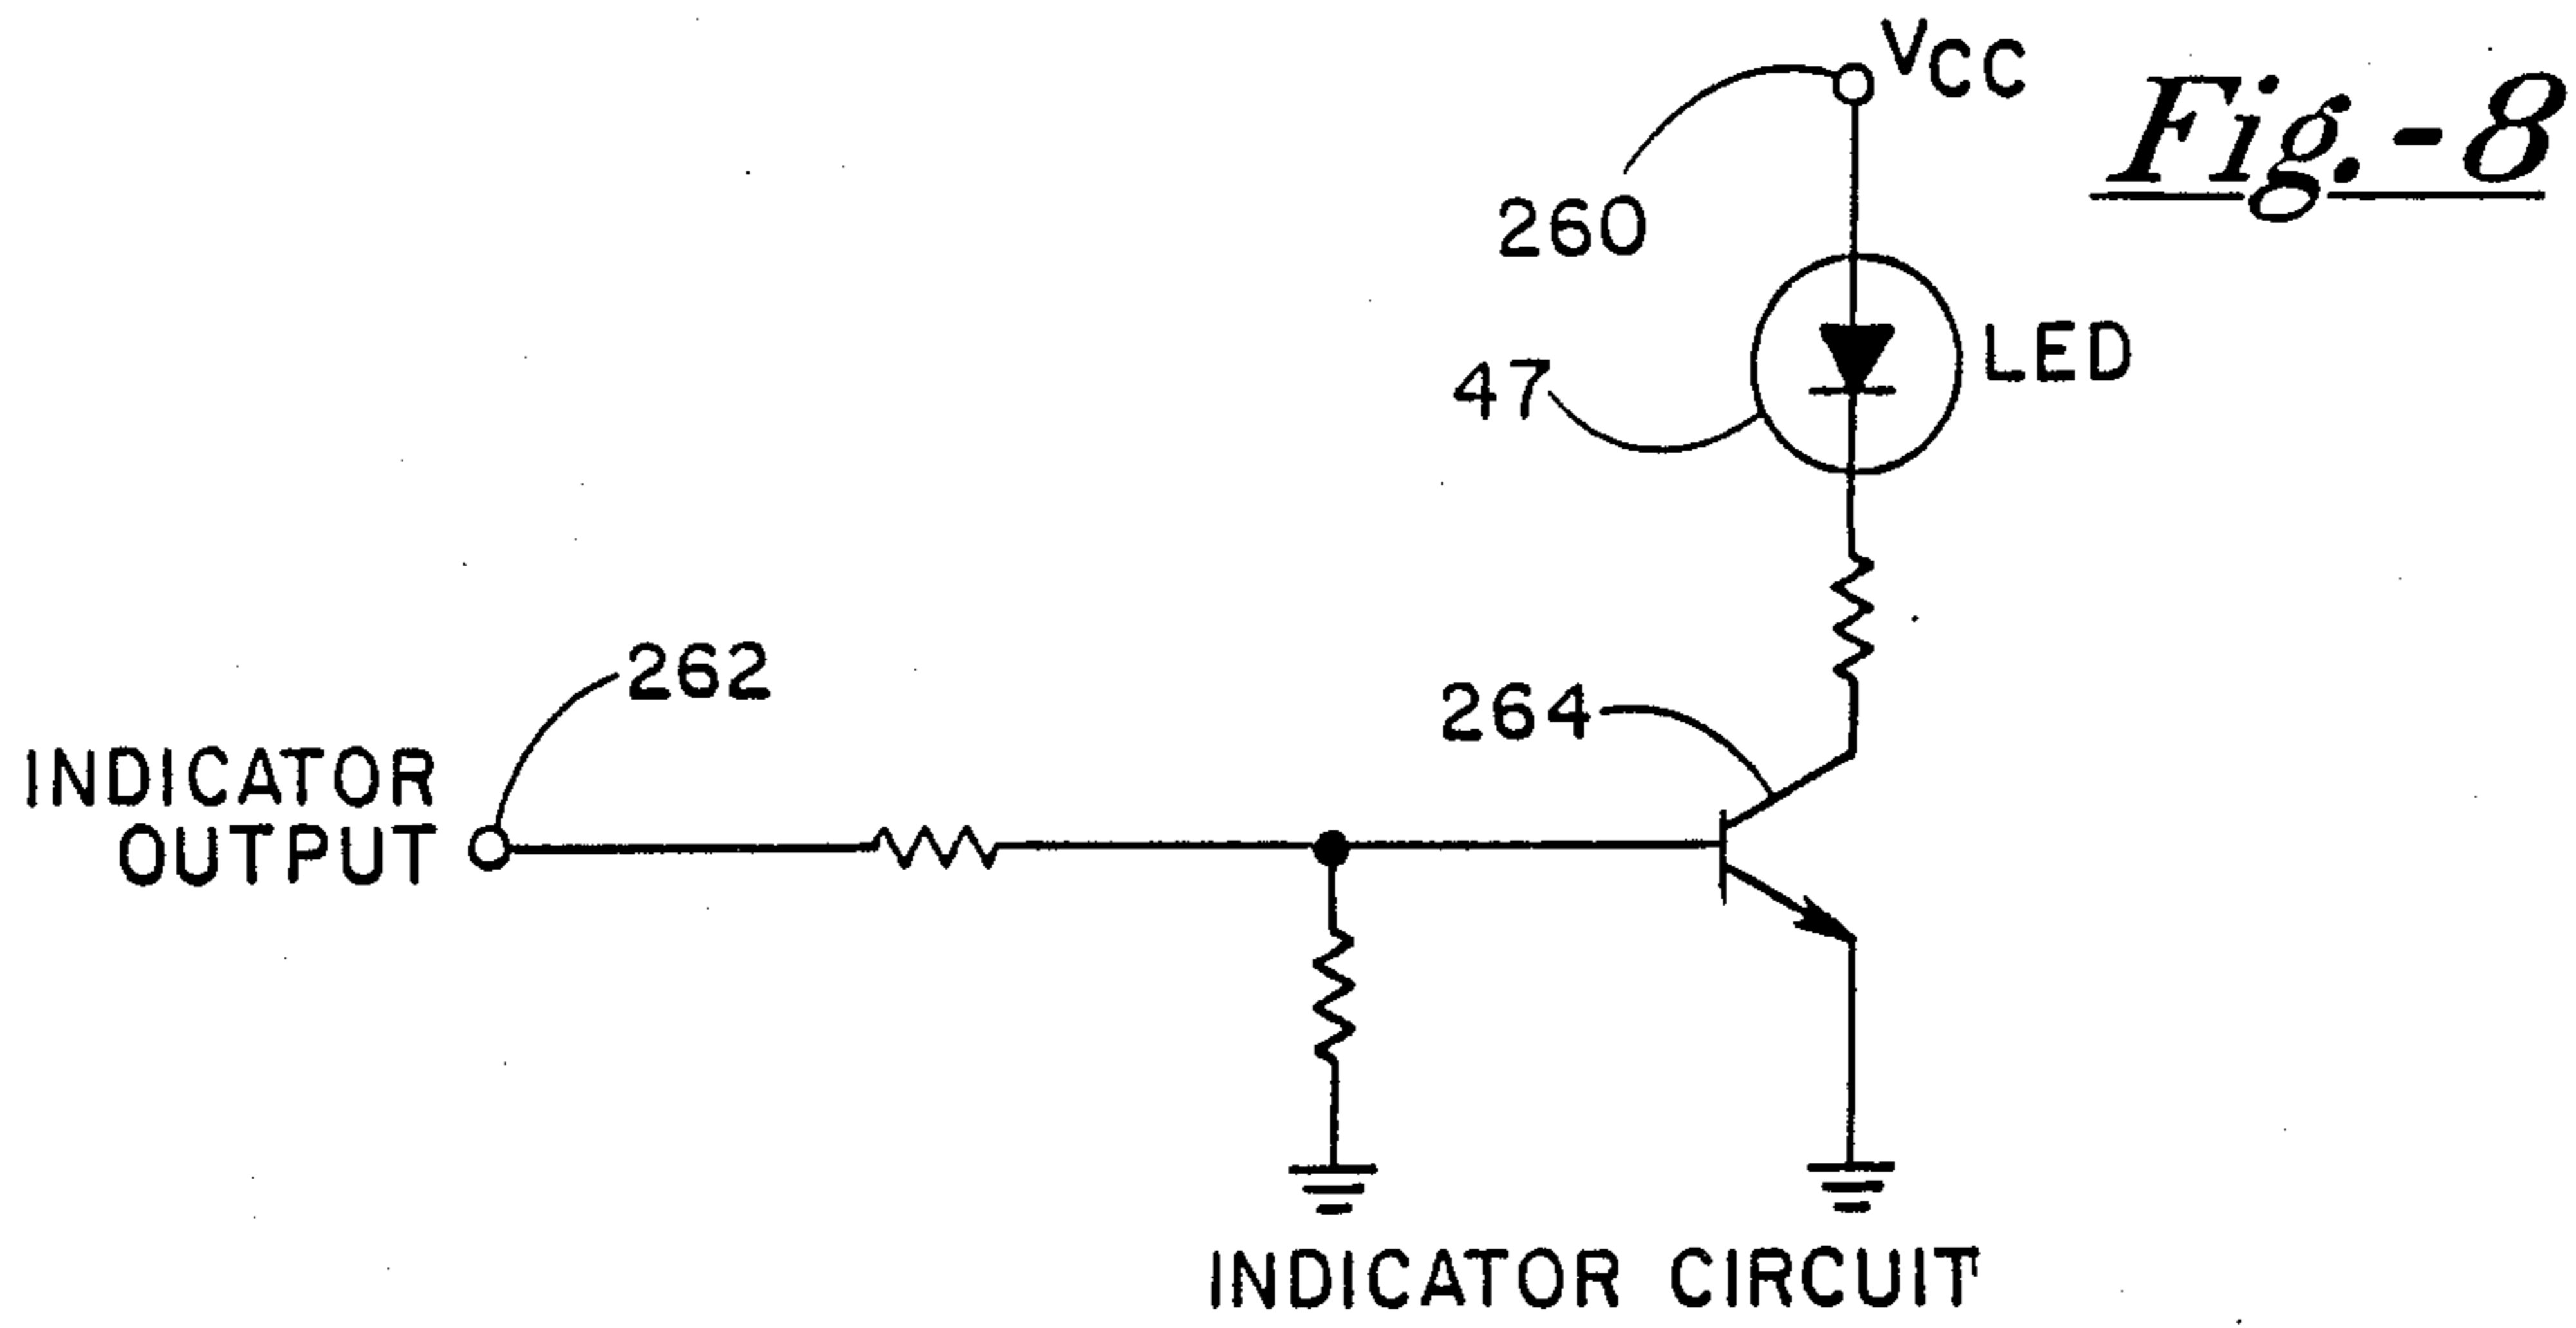 VCC
Fig.-8
260
LED
47
262
264
INDICATOR
OUTPUT
INDICATOR CIRCUIT